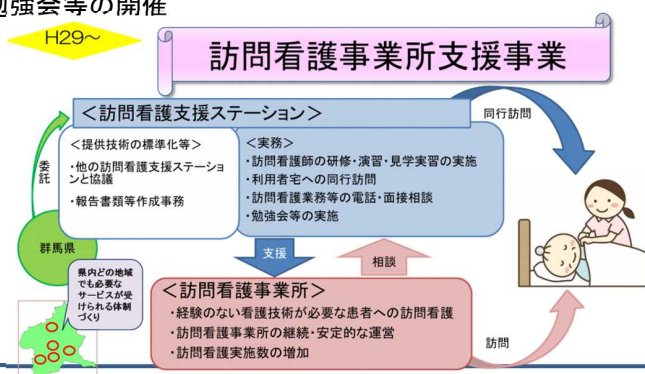 勉強会等の開催
H29～
訪問看護事業所支援事業
＜訪問看護支援ステーション＞
同行訪問
＜提供技術の標準化等＞
・他の訪問看護支援ステーショ
ンと協議
・報告書類等作成事務
＜実務＞
・訪問看護師の研修・演習・見学実習の実施
・利用者宅への同行訪問
・訪問看護業務等の電話・面接相談
・勉強会等の実施
委託
群馬県
支援
相談
県内どの地域
でも必要な
サービスが受
けられる体制
づくり
＜訪問看護事業所＞
・経験のない看護技術が必要な患者への訪問看護
・訪問看護事業所の継続・安定的な運営
・訪問看護実施数の増加
訪問